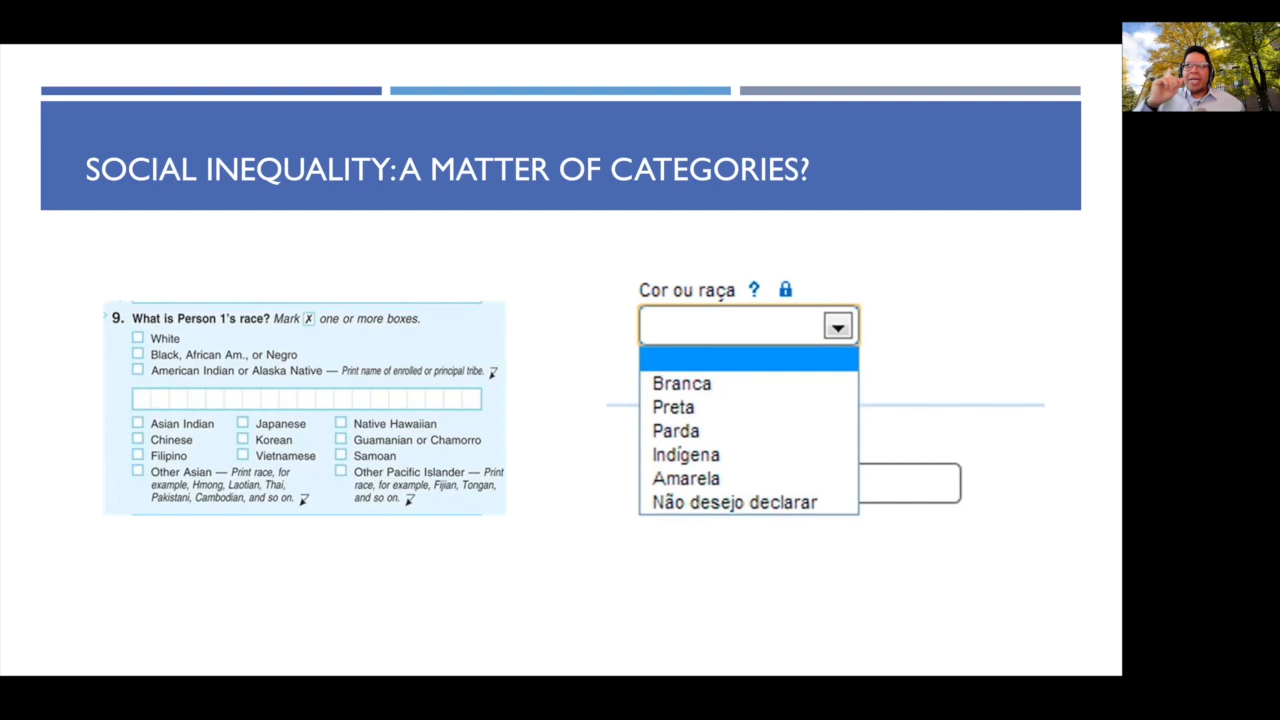 SOCIAL INEQUALITY: A MATTER OF CATEGORIES?
9. What is Person 1's race? Mark X one or more boxes.
White
Black, African Am., or Negro
American Indian or Alaska Native — Print name of enrolled or principal tribe.
Asian Indian Japanese Native Hawaiian
Chinese Korean Guamanian or Chamorro
Filipino Vietnamese Samoan
Other Asian — Print race, for
example, Hmong, Laotian, Thai,
Pakistani, Cambodian, and so on.
Other Pacific Islander — Print
race, for example, Fijian, Tongan,
and so on.
Cor ou raça ?
Branca
Preta
Parda
Indígena
Amarela
Não desejo declarar